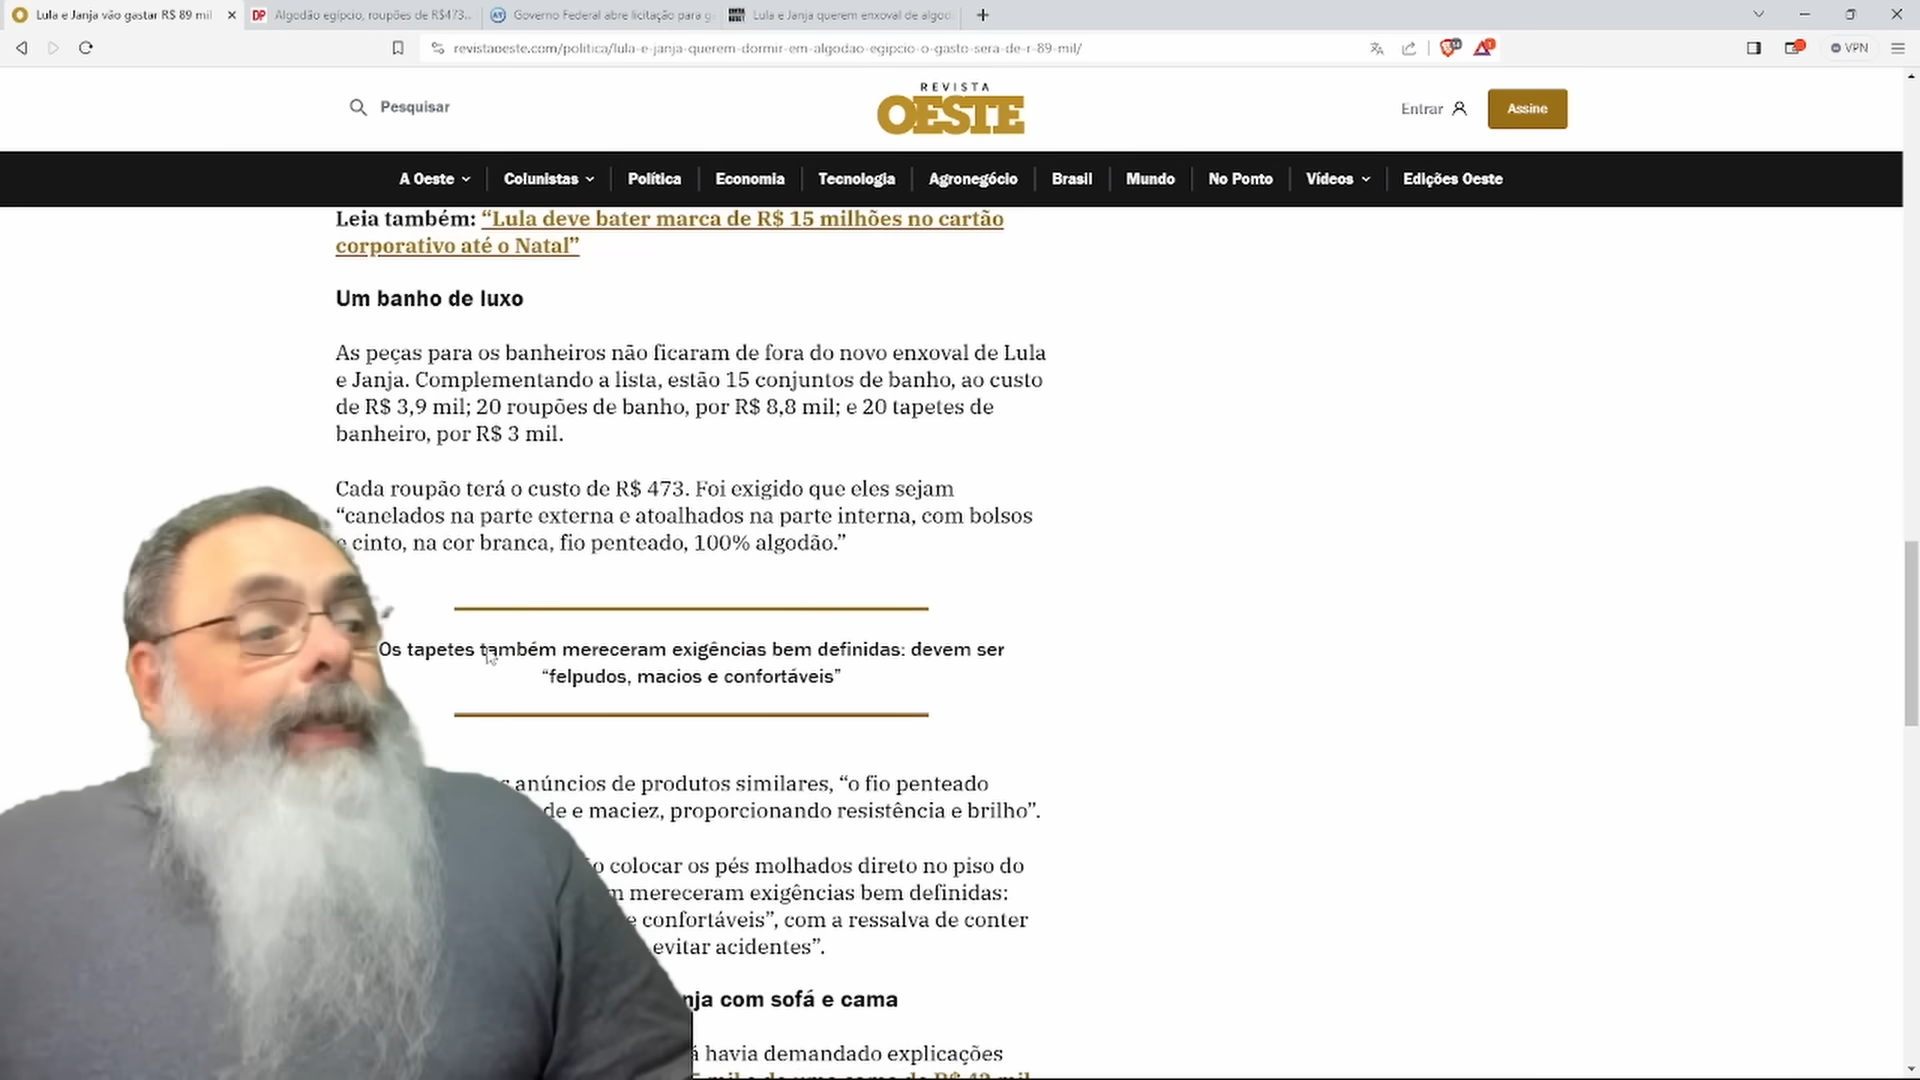 Lula e Janja vão gastar R$ 89 mil
Algodão egípcio, roupões de R$473...
Governo Federal abre licitação para g
Lula e Janja querem enxoval de algod
revistaoeste.com/politica/lula-e-janja-querem-dormir-em-algodao-egipcio-o-gasto-sera-de-r-89-mil/
VPN
Pesquisar
REVISTA
OESTE
Entrar
Assine
A Oeste
Colunistas
Política
Economia
Tecnologia
Agronegócio
Brasil
Mundo
No Ponto
Vídeos
Edições Oeste
Leia também: “Lula deve bater marca de R$ 15 milhões no cartão
corporativo até o Natal”
Um banho de luxo
As peças para os banheiros não ficaram de fora do novo enxoval de Lula
e Janja. Complementando a lista, estão 15 conjuntos de banho, ao custo
de R$ 3,9 mil; 20 roupões de banho, por R$ 8,8 mil; e 20 tapetes de
banheiro, por R$ 3 mil.
Cada roupão terá o custo de R$ 473. Foi exigido que eles sejam
“canelados na parte externa e atoalhados na parte interna, com bolsos
e cinto, na cor branca, fio penteado, 100% algodão.”
Os tapetes também mereceram exigências bem definidas: devem ser
“felpudos, macios e confortáveis”
anúncios de produtos similares, “o fio penteado
de e maciez, proporcionando resistência e brilho”.
colocar os pés molhados direto no piso do
mereceram exigências bem definidas:
e confortáveis”, com a ressalva de conter
evitar acidentes”.
nja com sofá e cama
á havia demandado explicações